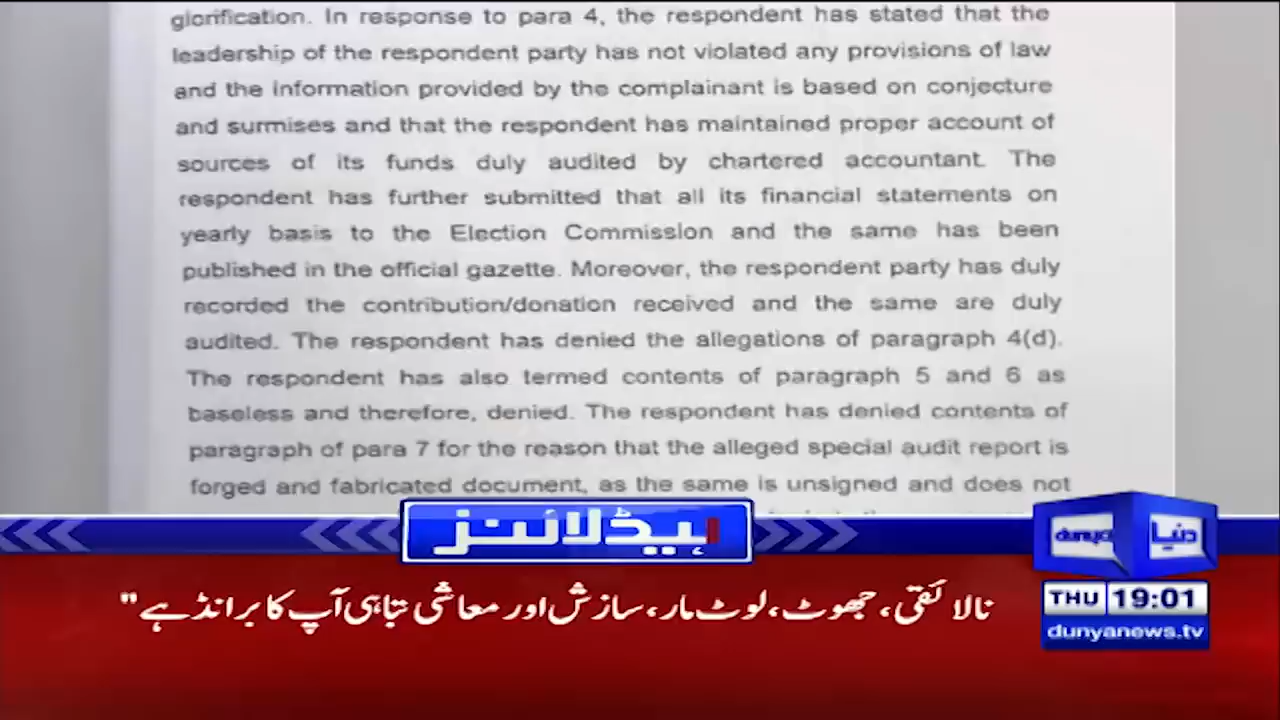 glorification. In response to para 4, the respondent has stated that the
leadership of the respondent party has not violated any provisions of law
and the information provided by the complainant is based on conjecture
and surmises and that the respondent has maintained proper account of
sources of its funds duly audited by chartered accountant. The
respondent has further submitted that all its financial statements on
yearly basis to the Election Commission and the same has been
published in the official gazette. Moreover, the respondent party has duly
recorded the contribution/donation received and the same are duly
audited. The respondent has denied the allegations of paragraph 4(d).
The respondent has also termed contents of paragraph 5 and 6 as
baseless and therefore, denied. The respondent has denied contents of
paragraph of para 7 for the reason that the alleged special audit report is
forged and fabricated document, as the same is unsigned and does not
ہیڈلائنز
dunya دنیا
نالائقی، جھوٹ، لوٹ مار، سازش اور معاشی تباہی آپ کا برانڈ ہے"
THU 19:01
dunyanews.tv